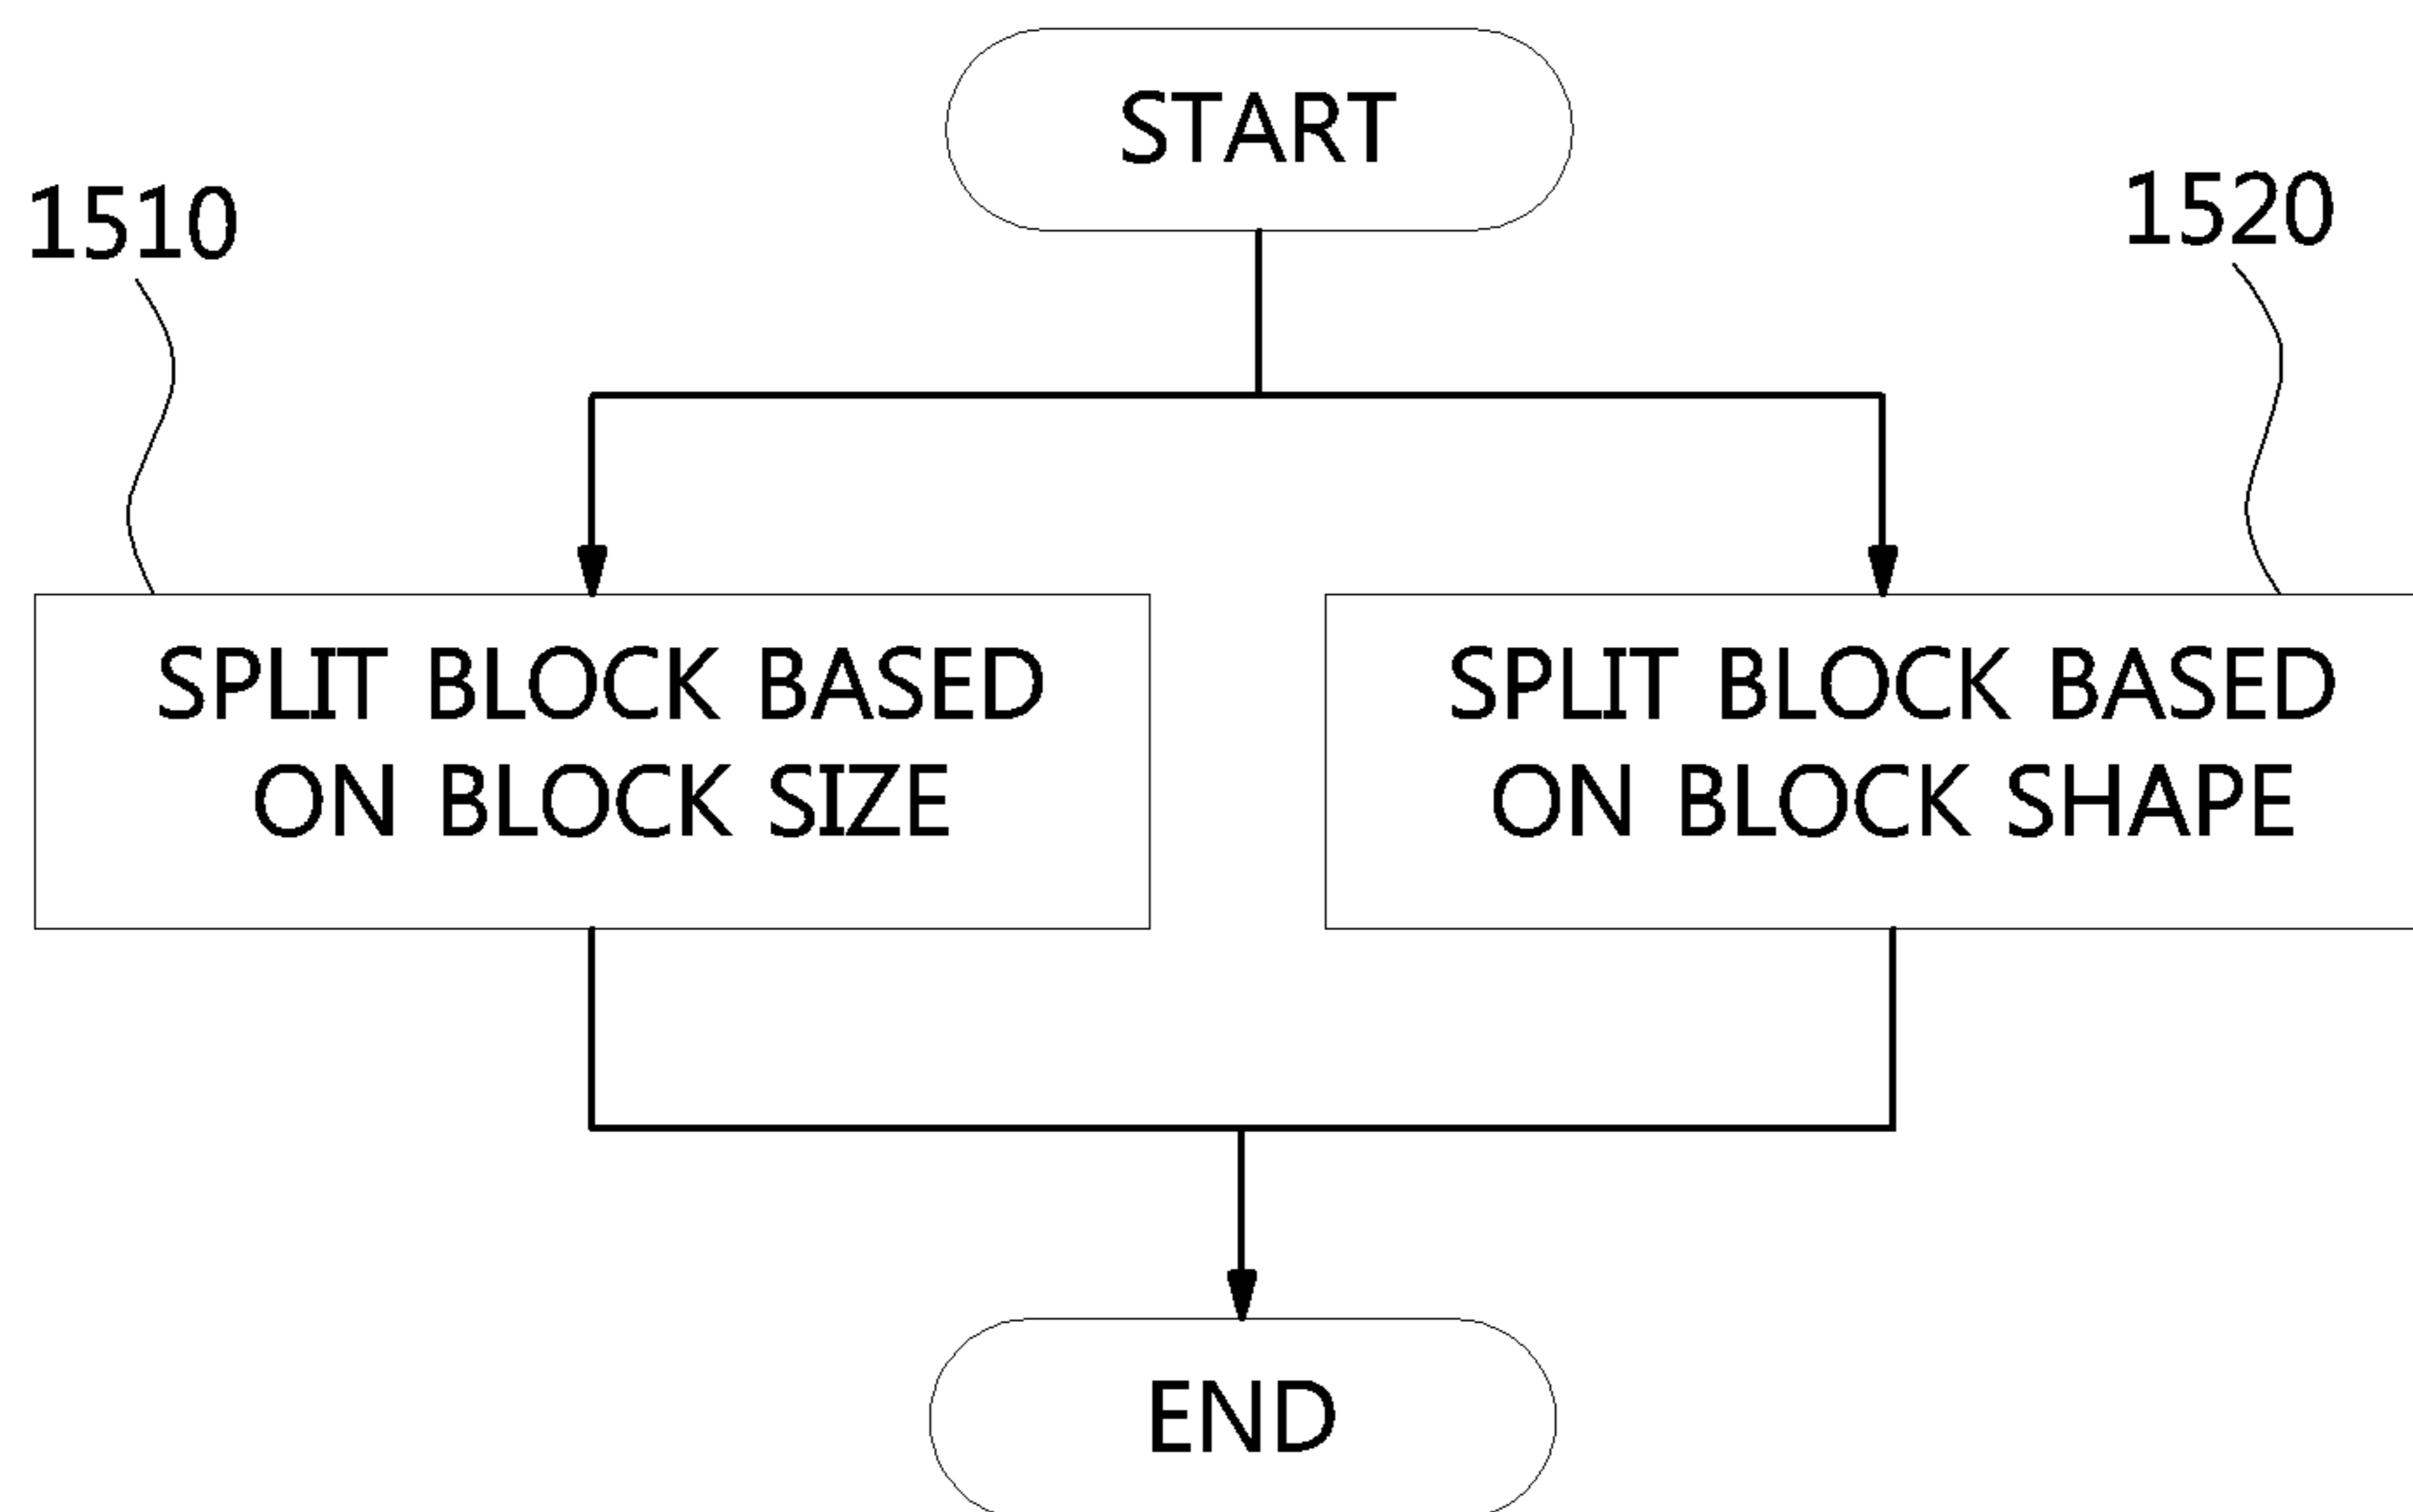 START
1510
1520
SPLIT BLOCK BASED
ON BLOCK SIZE
SPLIT BLOCK BASED
ON BLOCK SHAPE
END